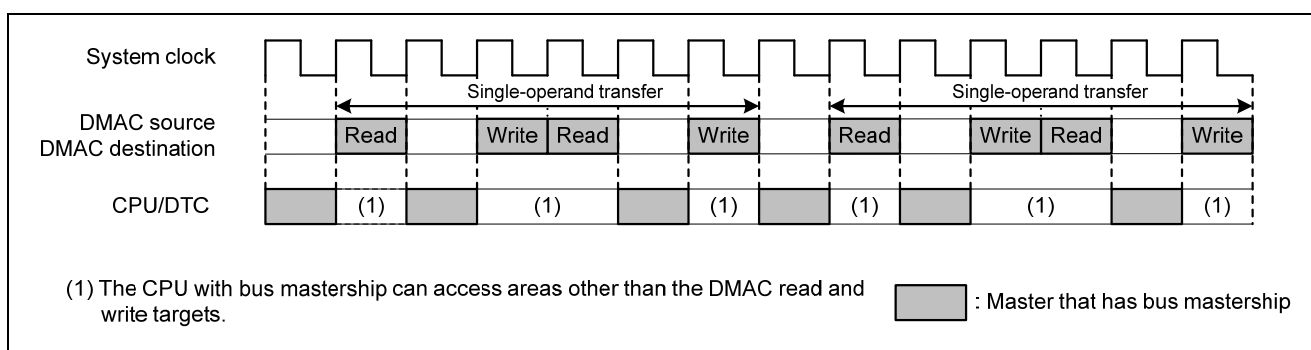 System clock
Single-operand transfer Single-operand transfer
DMAC source
DMAC destination
Read Write Read Write Read Write Read Write
CPU/DTC (1) (1) (1) (1) (1) (1)
(1) The CPU with bus mastership can access areas other than the DMAC read and
write targets.
: Master that has bus mastership